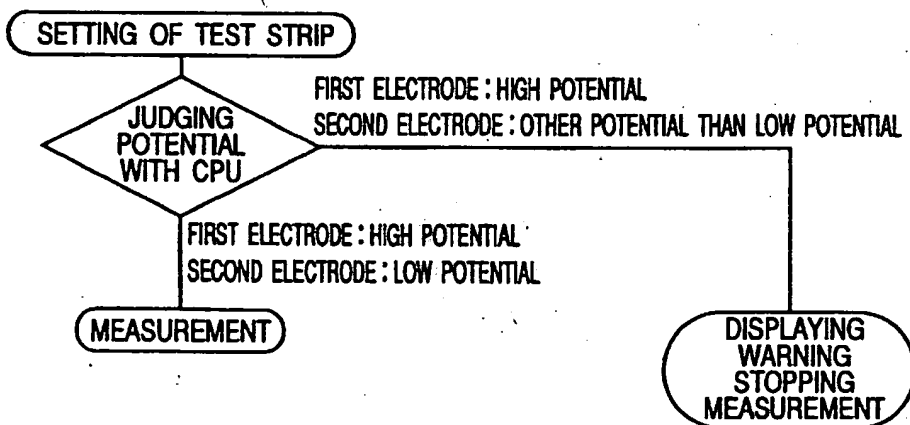 SETTING OF TEST STRIP
FIRST ELECTRODE : HIGH POTENTIAL
SECOND ELECTRODE : OTHER POTENTIAL THAN LOW POTENTIAL
JUDGING
POTENTIAL
WITH CPU
FIRST ELECTRODE : HIGH POTENTIAL
SECOND ELECTRODE : LOW POTENTIAL
MEASUREMENT
DISPLAYING
WARNING
STOPPING
MEASUREMENT